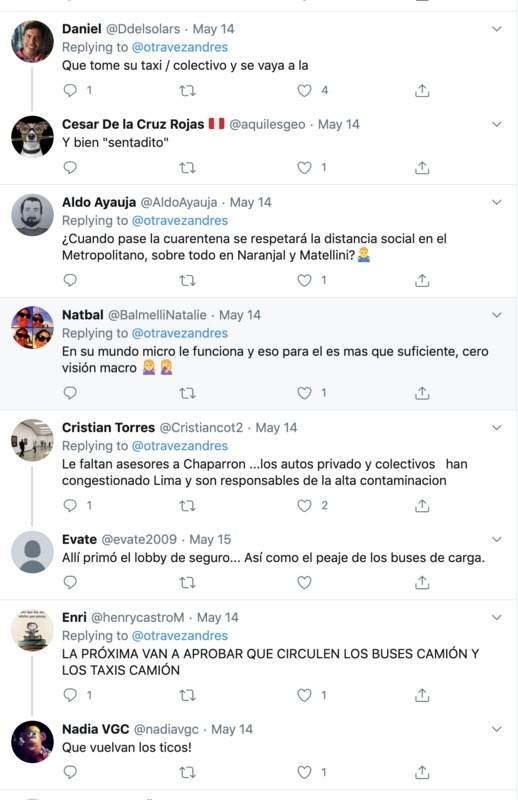 Daniel @Ddelsolars · May 14
Replying to @otravezandres
Que tome su taxi / colectivo y se vaya a la
1 4
Cesar De la Cruz Rojas 🇵🇪 @aquilesgeo · May 14
Y bien "sentadito"
1
Aldo Ayauja @AldoAyauja · May 14
Replying to @otravezandres
¿Cuando pase la cuarentena se respetará la distancia social en el
Metropolitano, sobre todo en Naranjal y Matellini? 🤷‍♂️
1
Natbal @BalmelliNatalie · May 14
Replying to @otravezandres
En su mundo micro le funciona y eso para el es mas que suficiente, cero
visión macro 🤷‍♀️ 🤦‍♀️
1
Cristian Torres @Cristiancot2 · May 14
Replying to @otravezandres
Le faltan asesores a Chaparron ...los autos privado y colectivos han
congestionado Lima y son responsables de la alta contaminacion
1 2
Evate @evate2009 · May 15
Allí primó el lobby de seguro... Así como el peaje de los buses de carga.
Enri @henrycastroM · May 14
Replying to @otravezandres
LA PRÓXIMA VAN A APROBAR QUE CIRCULEN LOS BUSES CAMIÓN Y
LOS TAXIS CAMIÓN
1 1
Nadia VGC @nadiavgc · May 14
Que vuelvan los ticos!
1